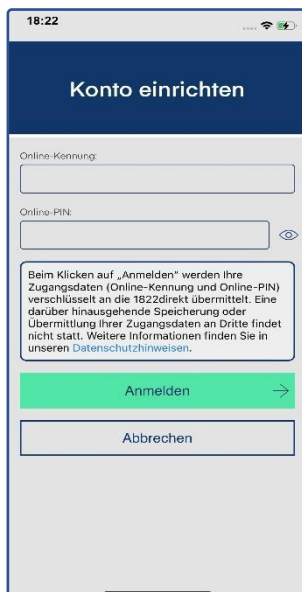 18:22
Konto einrichten
Online-Kennung:
Online-PIN:
Beim Klicken auf „Anmelden" werden Ihre
Zugangsdaten (Online-Kennung und Online-PIN)
verschlüsselt an die 1822direkt übermittelt. Eine
darüber hinausgehende Speicherung oder
Übermittlung Ihrer Zugangsdaten an Dritte findet
nicht statt. Weitere Informationen finden Sie in
unseren Datenschutzhinweisen.
Anmelden
Abbrechen